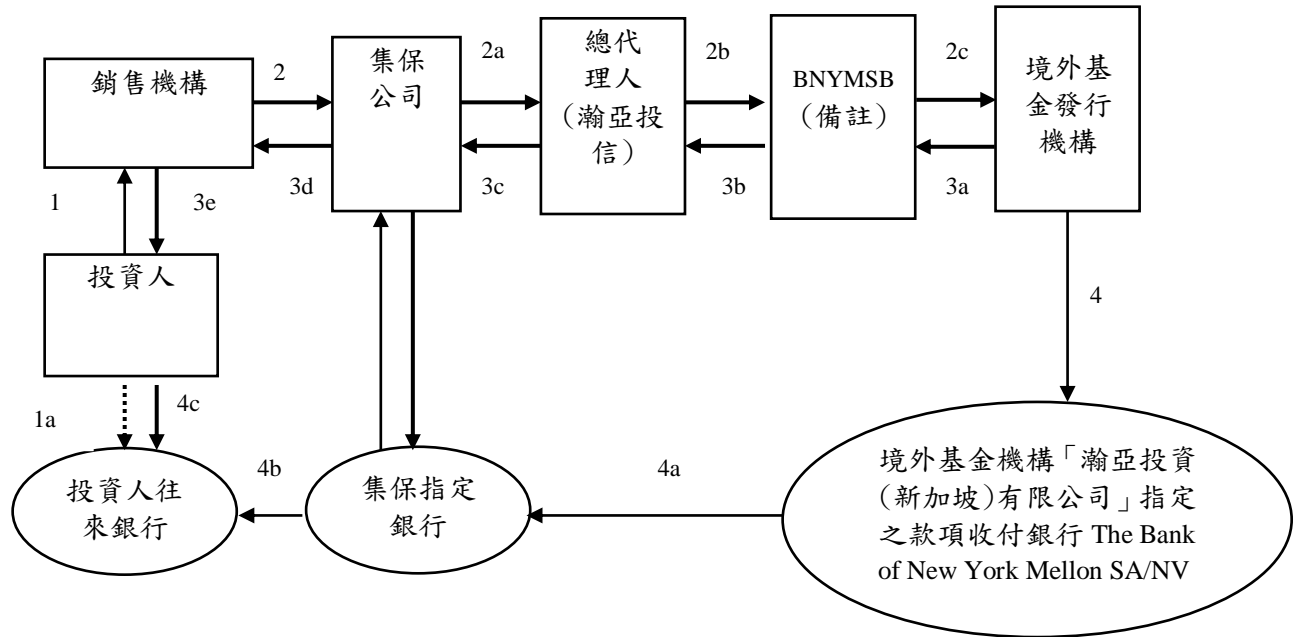 銷售機構
2
集保
公司
2a
總代
理人
（瀚亞投
信）
2b
BNYMSB
（備註）
2c
境外基
金發行
機構
3d
3c
3b
3a
1
3e
投資人
4
1a
4c
投資人往
來銀行
4b
集保指定
銀行
4a
境外基金機構「瀚亞投資
(新加坡)有限公司」指定
之款項收付銀行 The Bank
of New York Mellon SA/NV